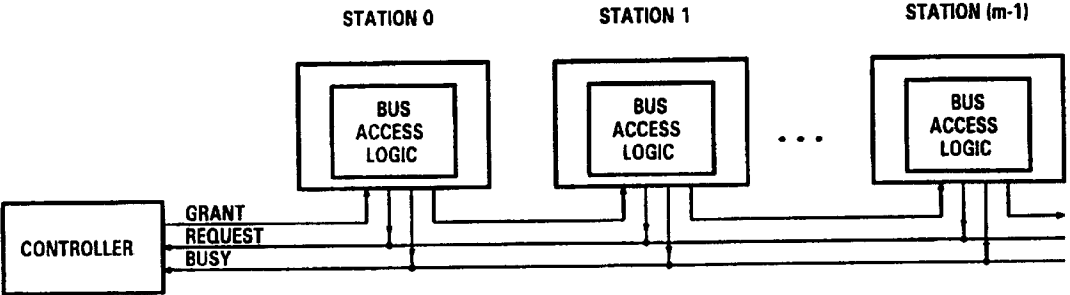 STATION 0 STATION 1 STATION (m-1)
BUS BUS BUS
ACCESS ACCESS ACCESS
LOGIC LOGIC . . . LOGIC
GRANT
REQUEST
CONTROLLER
BUSY